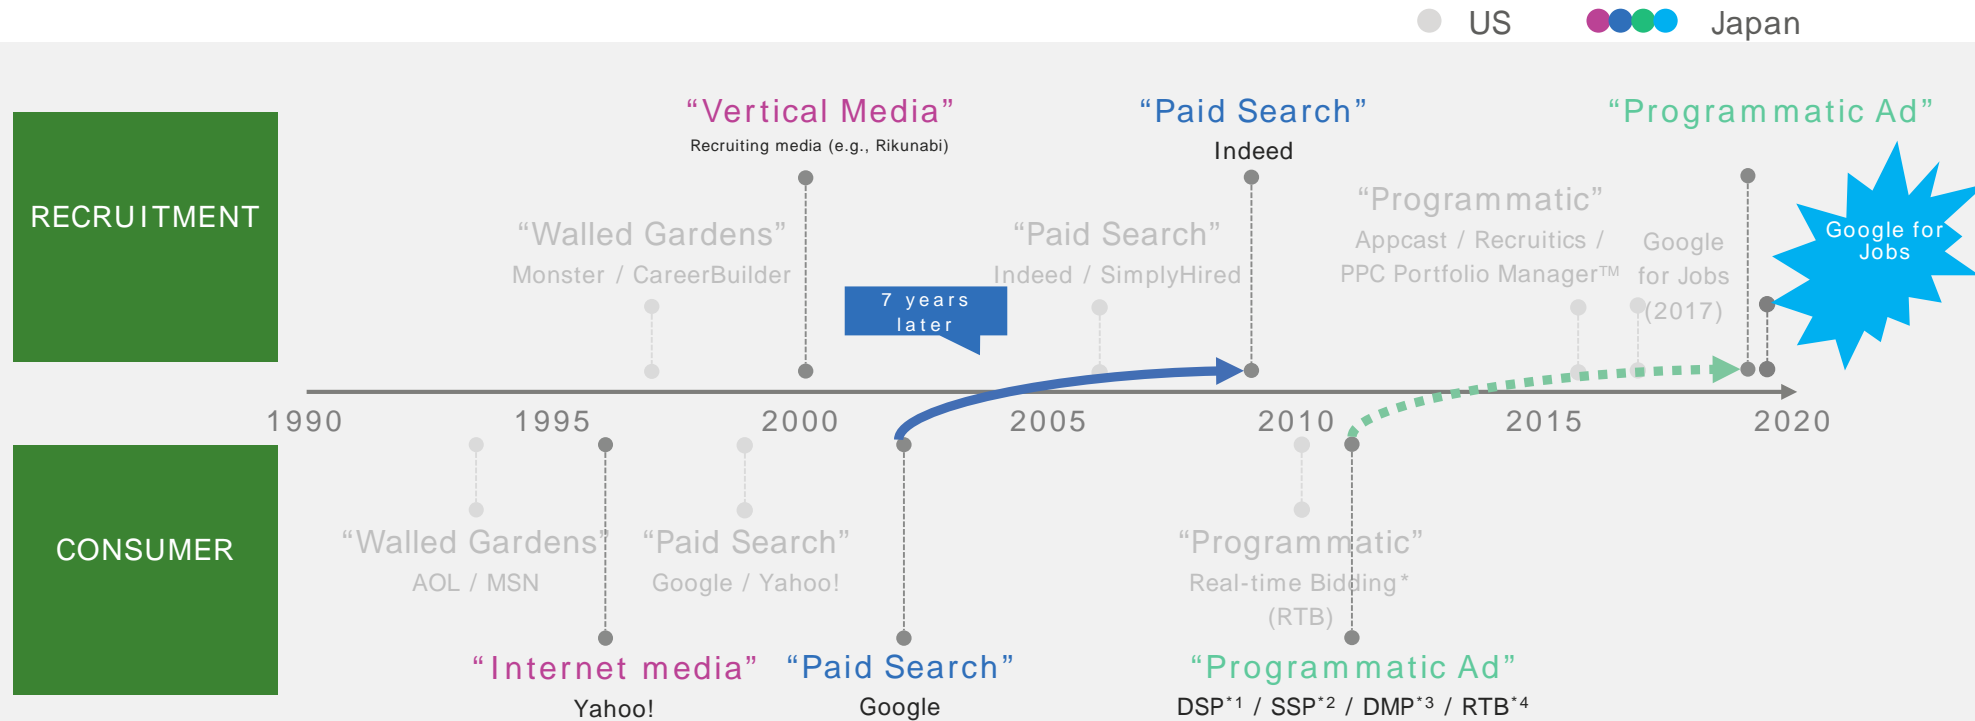 US
Japan
RECRUITMENT
“Vertical Media”
Recruiting media (e.g., Rikunabi)
“Paid Search”
Indeed
“Programmatic Ad”
“Walled Gardens”
Monster / CareerBuilder
“Paid Search”
Indeed / SimplyHired
“Programmatic”
Appcast / Recruitics /
PPC Portfolio Manager™
Google
for Jobs
(2017)
Google for
Jobs
7 years
later
1990
1995
2000
2005
2010
2015
2020
CONSUMER
“Walled Gardens”
AOL / MSN
“Paid Search”
Google / Yahoo!
“Programmatic”
Real-time Bidding*
(RTB)
“Internet media”
Yahoo!
“Paid Search”
Google
“Programmatic Ad”
DSP*1 / SSP*2 / DMP*3 / RTB*4